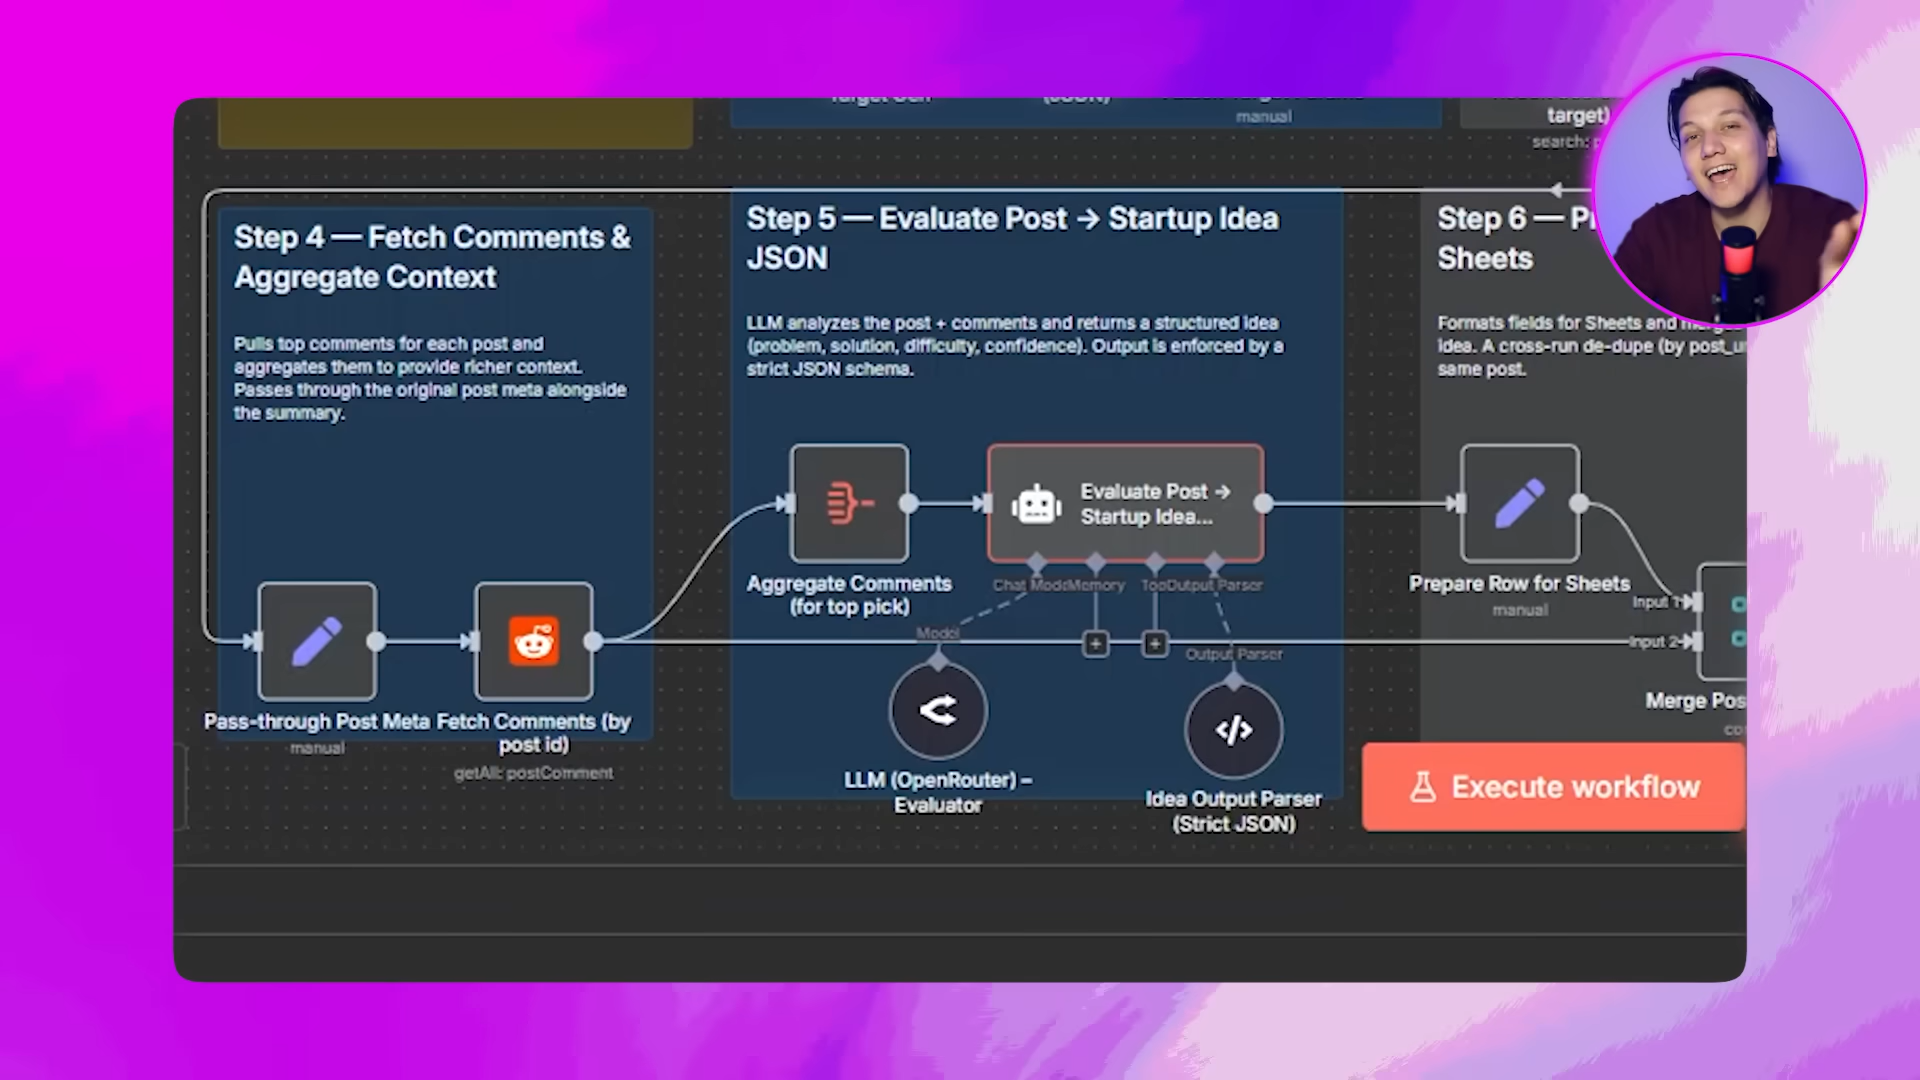 manual
target)
search:
Step 4 — Fetch Comments &
Aggregate Context
Pulls top comments for each post and
aggregates them to provide richer context.
Passes through the original post meta alongside
the summary.
Step 5 — Evaluate Post → Startup Idea
JSON
LLM analyzes the post + comments and returns a structured idea
(problem, solution, difficulty, confidence). Output is enforced by a
strict JSON schema.
Step 6 —
Sheets
Formats fields for Sheets and
idea. A cross-run de-dupe (by
same post.
Evaluate Post →
Startup Idea...
Aggregate Comments
(for top pick)
Chat
Memory
Output Parser
Prepare Row for Sheets
manual
Input 1
Input 2
Model
Output Parser
Pass-through Post Meta
manual
Fetch Comments (by
post id)
getAll: postComment
Merge
LLM (OpenRouter) –
Evaluator
Idea Output Parser
(Strict JSON)
Execute workflow